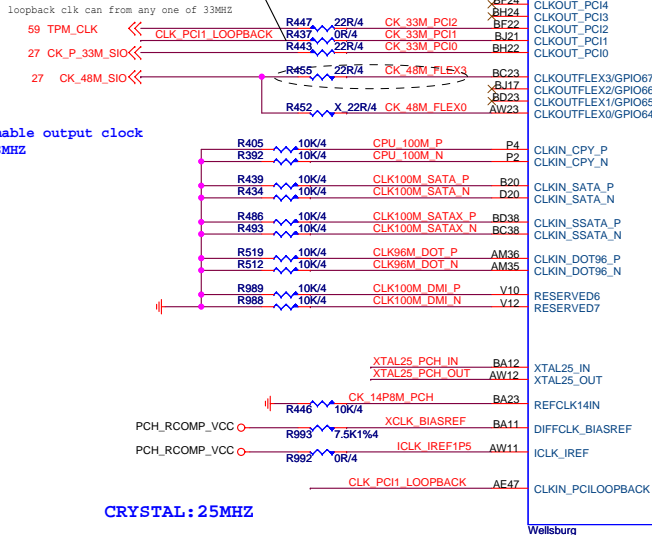 loopback clk can from any one of 33MHZ
BF24 CLKOUT_PCI4
BH24 CLKOUT_PCI3
59 TPM_CLK R447 22R/4 CK_33M_PCI2 BF22 CLKOUT_PCI2
CLK_PCI1_LOOPBACK R437 0R/4 CK_33M_PCI1 BJ21 CLKOUT_PCI1
27 CK_P_33M_SIO R443 22R/4 CK_33M_PCI0 BH22 CLKOUT_PCI0
27 CK_48M_SIO R455 22R/4 CK_48M_FLEX3 BC23 CLKOUTFLEX3/GPIO67
BJ17 CLKOUTFLEX2/GPIO66
BD23 CLKOUTFLEX1/GPIO65
R452 X_22R/4 CK_48M_FLEX0 AW23 CLKOUTFLEX0/GPIO64
nable output clock
MHZ
R405 10K/4 CPU_100M_P P4 CLKIN_CPY_P
R392 10K/4 CPU_100M_N P2 CLKIN_CPY_N
R439 10K/4 CLK100M_SATA_P B20 CLKIN_SATA_P
R434 10K/4 CLK100M_SATA_N D20 CLKIN_SATA_N
R486 10K/4 CLK100M_SATAX_P BD38 CLKIN_SSATA_P
R493 10K/4 CLK100M_SATAX_N BC38 CLKIN_SSATA_N
R519 10K/4 CLK96M_DOT_P AM36 CLKIN_DOT96_P
R512 10K/4 CLK96M_DOT_N AM35 CLKIN_DOT96_N
R989 10K/4 CLK100M_DMI_P V10 RESERVED6
R988 10K/4 CLK100M_DMI_N V12 RESERVED7
XTAL25_PCH_IN BA12 XTAL25_IN
XTAL25_PCH_OUT AW12 XTAL25_OUT
R446 10K/4 CK_14P8M_PCH BA23 REFCLK14IN
PCH_RCOMP_VCC R993 7.5K1%4 XCLK_BIASREF BA11 DIFFCLK_BIASREF
PCH_RCOMP_VCC R992 0R/4 ICLK_IREF1P5 AW11 ICLK_IREF
CLK_PCI1_LOOPBACK AE47 CLKIN_PCILOOPBACK
CRYSTAL:25MHZ
Wellsburg